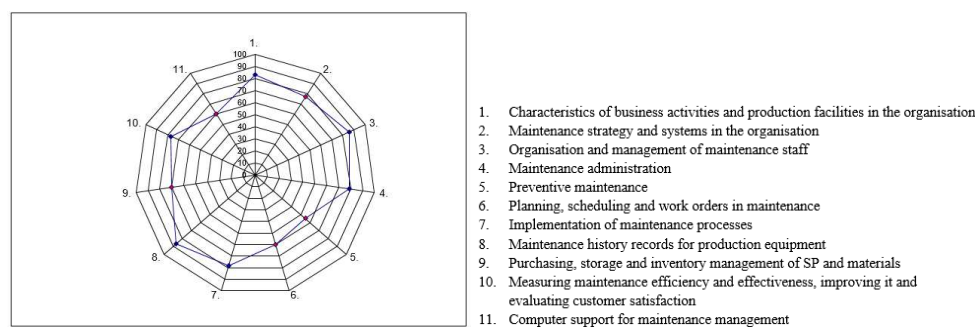 1.
100
90
80
70
60
50
40
30
20
10
0
2.
3.
4.
5.
6.
7.
8.
9.
10.
11.
1. Characteristics of business activities and production facilities in the organisation
2. Maintenance strategy and systems in the organisation
3. Organisation and management of maintenance staff
4. Maintenance administration
5. Preventive maintenance
6. Planning, scheduling and work orders in maintenance
7. Implementation of maintenance processes
8. Maintenance history records for production equipment
9. Purchasing, storage and inventory management of SP and materials
10. Measuring maintenance efficiency and effectiveness, improving it and
evaluating customer satisfaction
11. Computer support for maintenance management